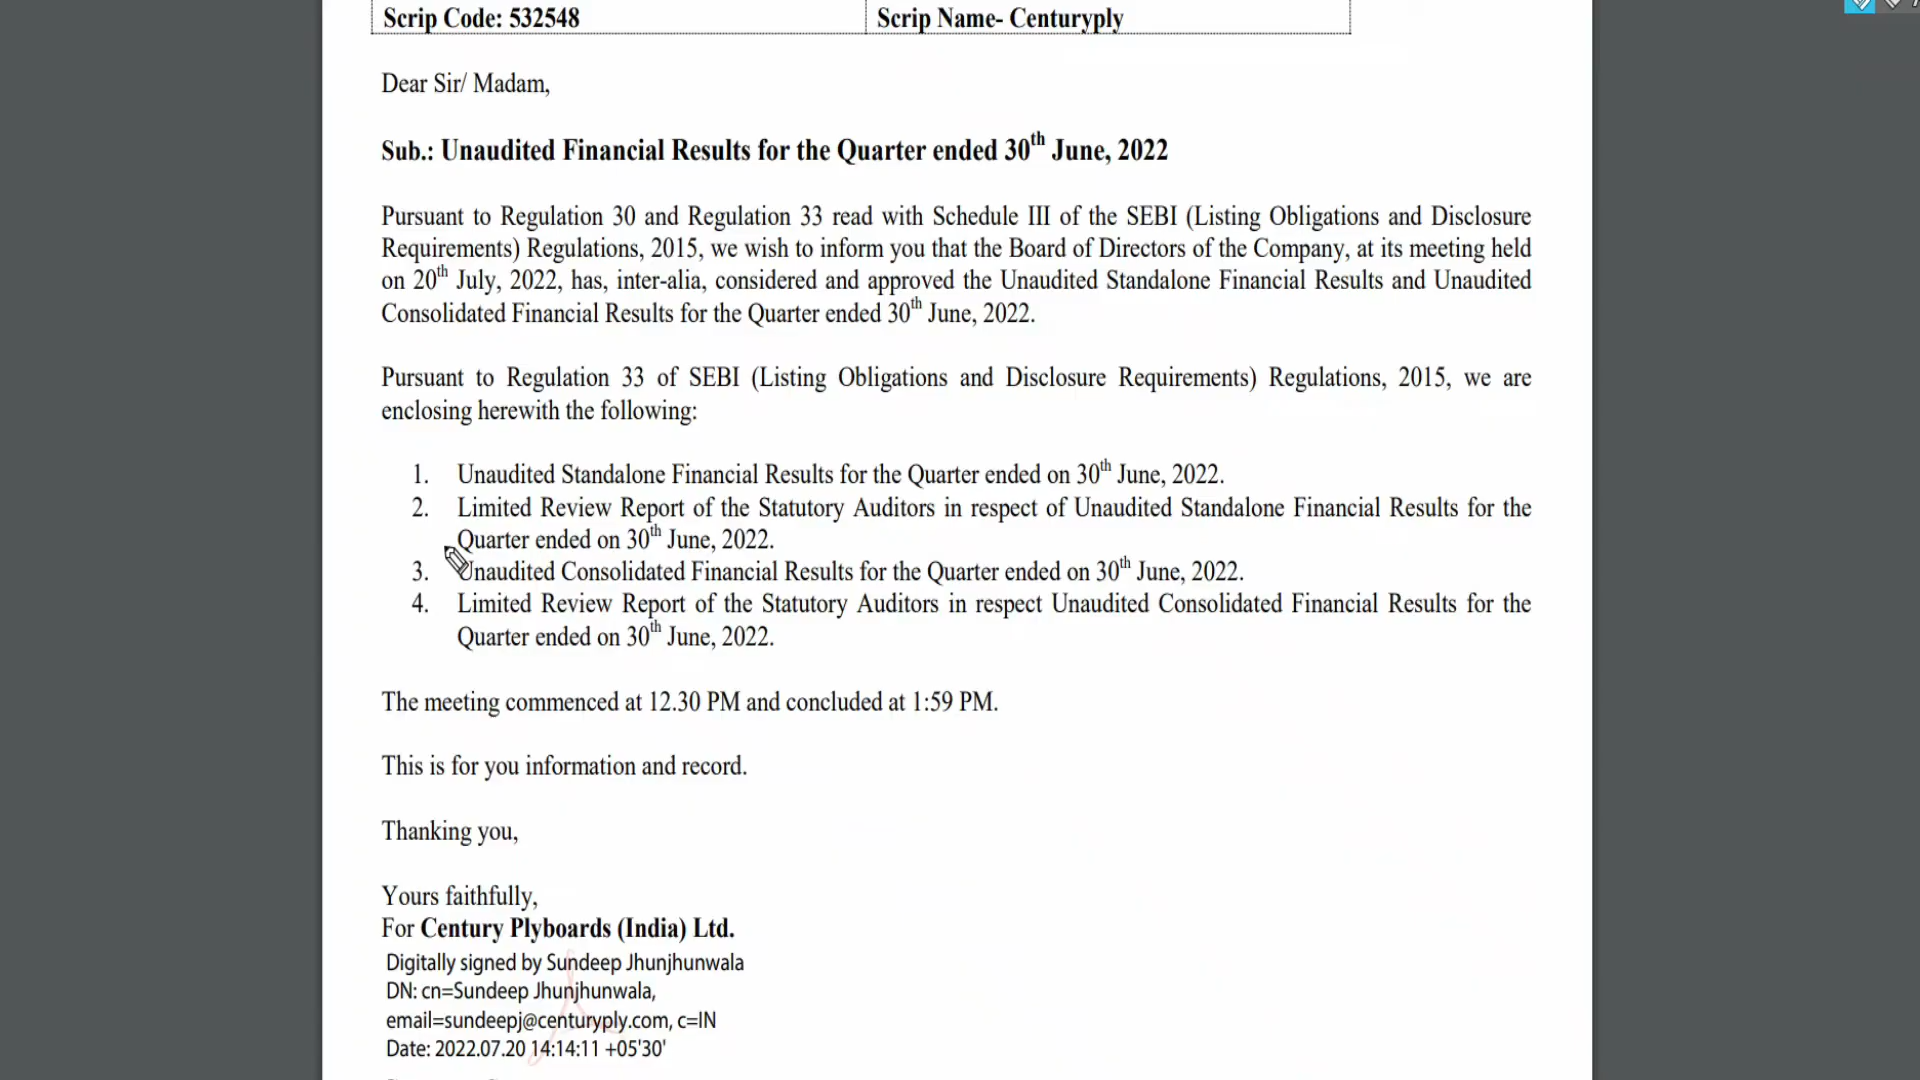 Scrip Code: 532548
Scrip Name- Centuryply
Dear Sir/ Madam,
Sub.: Unaudited Financial Results for the Quarter ended 30th June, 2022
Pursuant to Regulation 30 and Regulation 33 read with Schedule III of the SEBI (Listing Obligations and Disclosure
Requirements) Regulations, 2015, we wish to inform you that the Board of Directors of the Company, at its meeting held
on 20th July, 2022, has, inter-alia, considered and approved the Unaudited Standalone Financial Results and Unaudited
Consolidated Financial Results for the Quarter ended 30th June, 2022.
Pursuant to Regulation 33 of SEBI (Listing Obligations and Disclosure Requirements) Regulations, 2015, we are
enclosing herewith the following:
1. Unaudited Standalone Financial Results for the Quarter ended on 30th June, 2022.
2. Limited Review Report of the Statutory Auditors in respect of Unaudited Standalone Financial Results for the
Quarter ended on 30th June, 2022.
3. Unaudited Consolidated Financial Results for the Quarter ended on 30th June, 2022.
4. Limited Review Report of the Statutory Auditors in respect Unaudited Consolidated Financial Results for the
Quarter ended on 30th June, 2022.
The meeting commenced at 12.30 PM and concluded at 1:59 PM.
This is for you information and record.
Thanking you,
Yours faithfully,
For Century Plyboards (India) Ltd.
Digitally signed by Sundeep Jhunjhunwala
DN: cn=Sundeep Jhunjhunwala,
email=sundeepj@centuryply.com, c=IN
Date: 2022.07.20 14:14:11 +05'30'